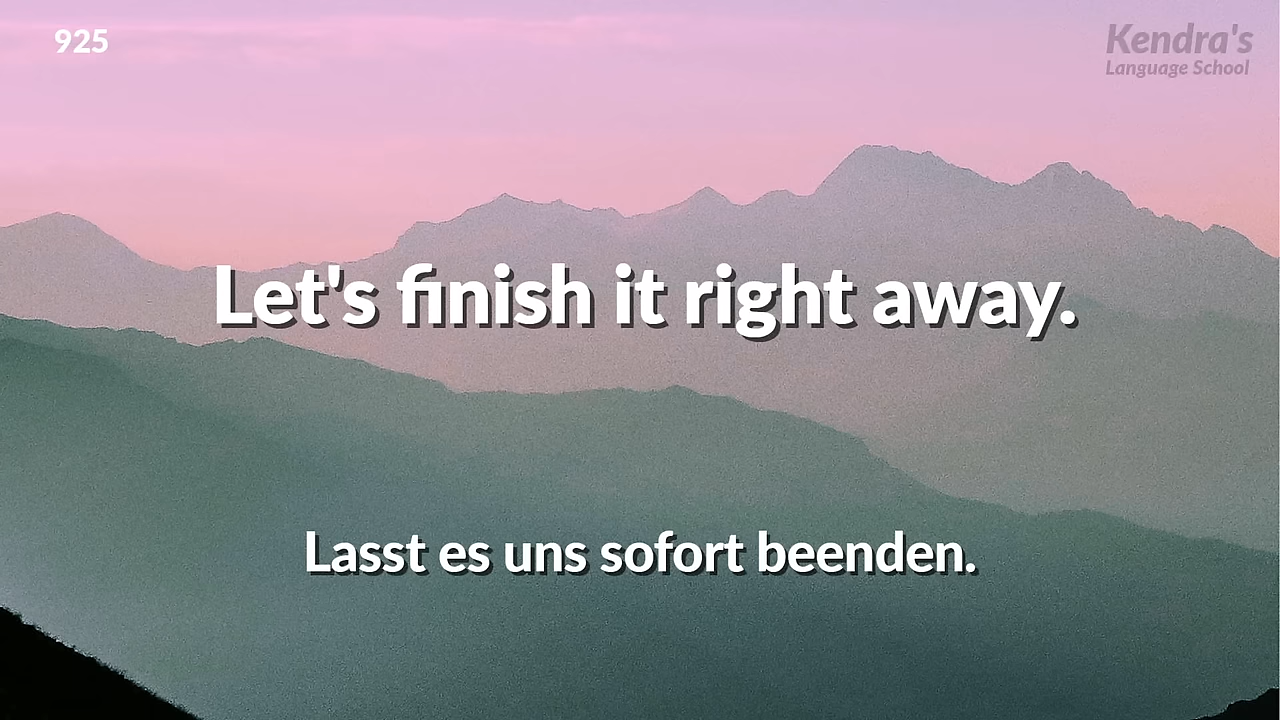 925
Kendra's
Language School
Let's finish it right away.
Lasst es uns sofort beenden.